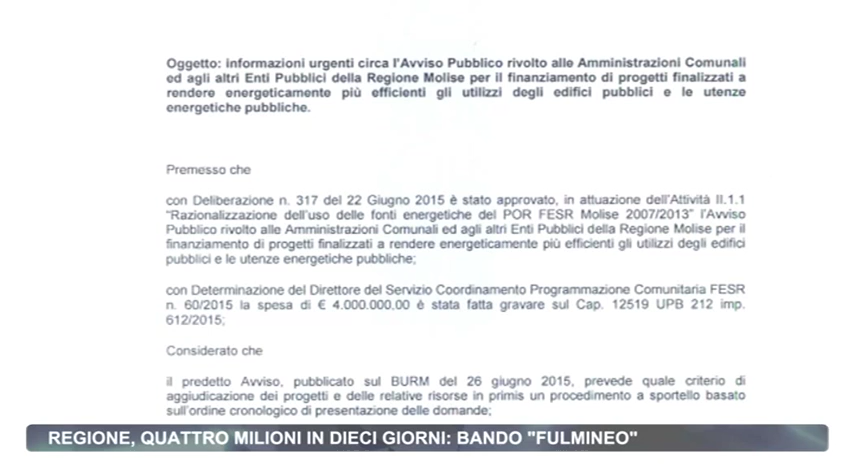 Oggetto: informazioni urgenti circa l'Avviso Pubblico rivolto alle Amministrazioni Comunali
ed agli altri Enti Pubblici della Regione Molise per il finanziamento di progetti finalizzati a
rendere energeticamente più efficienti gli utilizzi degli edifici pubblici e le utenze
energetiche pubbliche.
Premesso che
con Deliberazione n. 317 del 22 Giugno 2015 è stato approvato, in attuazione dell'Attività II.1.1
"Razionalizzazione dell'uso delle fonti energetiche del POR FESR Molise 2007/2013" l'Avviso
Pubblico rivolto alle Amministrazioni Comunali ed agli altri Enti Pubblici della Regione Molise per il
finanziamento di progetti finalizzati a rendere energeticamente più efficienti gli utilizzi degli edifici
pubblici e le utenze energetiche pubbliche;
con Determinazione del Direttore del Servizio Coordinamento Programmazione Comunitaria FESR
n. 60/2015 la spesa di € 4.000.000,00 è stata fatta gravare sul Cap. 12519 UPB 212 imp.
612/2015;
Considerato che
il predetto Avviso, pubblicato sul BURM del 26 giugno 2015, prevede quale criterio di
aggiudicazione dei progetti e delle relative risorse in primis un procedimento a sportello basato
sull'ordine cronologico di presentazione delle domande;
REGIONE, QUATTRO MILIONI IN DIECI GIORNI: BANDO "FULMINEO"